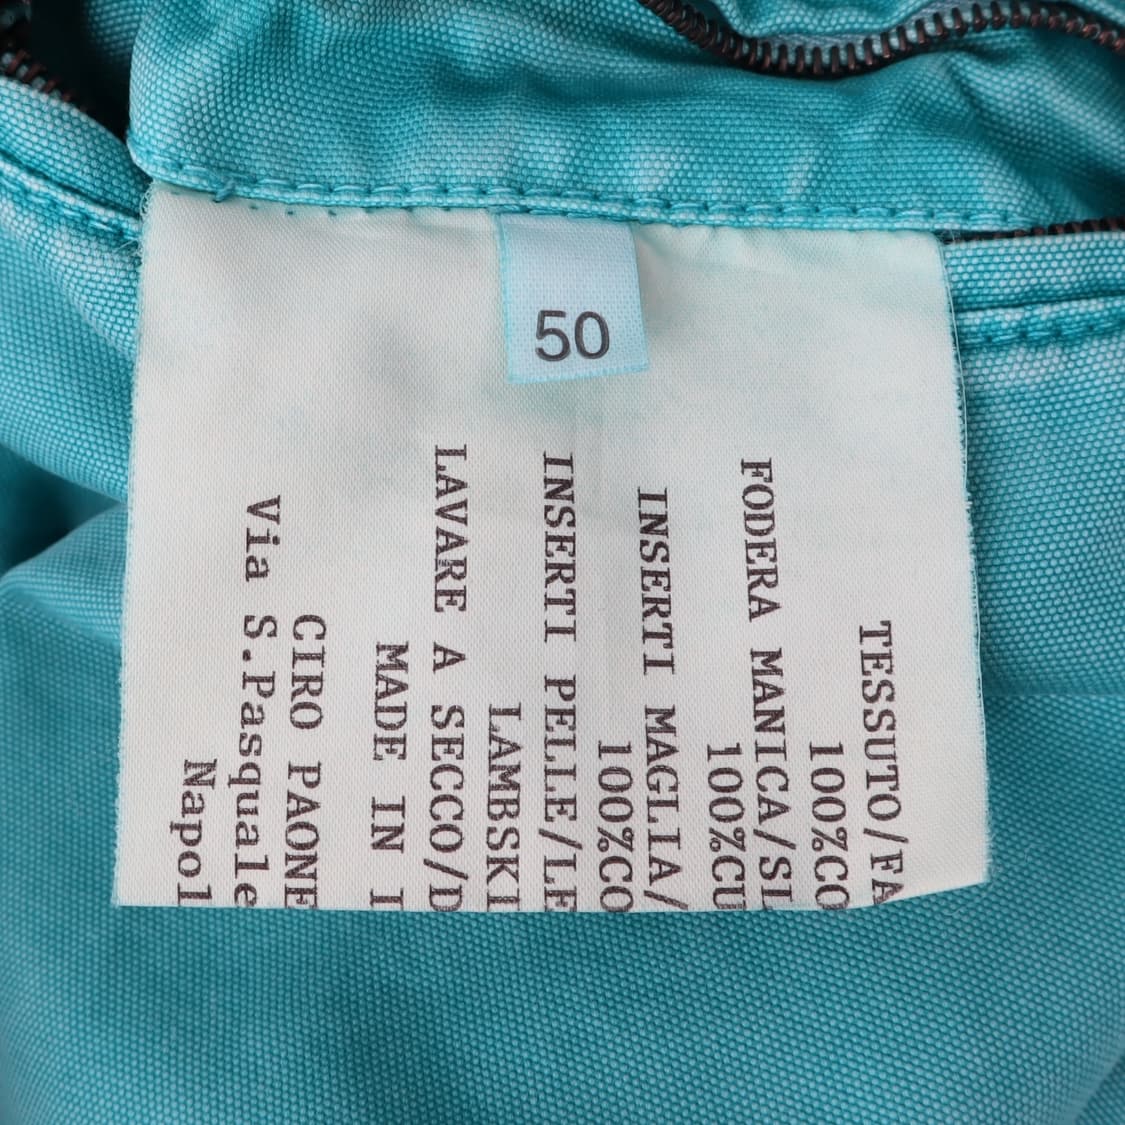 50
TESSUTO/FA
100%CO
FODERA MANICA/SL
100%CU
INSERTI MAGLIA/
100%CO
INSERTI PELLE/LE
LAMBSKI
LAVARE A SECCO/D
MADE IN I
CIRO PAONE
Via S.Pasquale
Napol